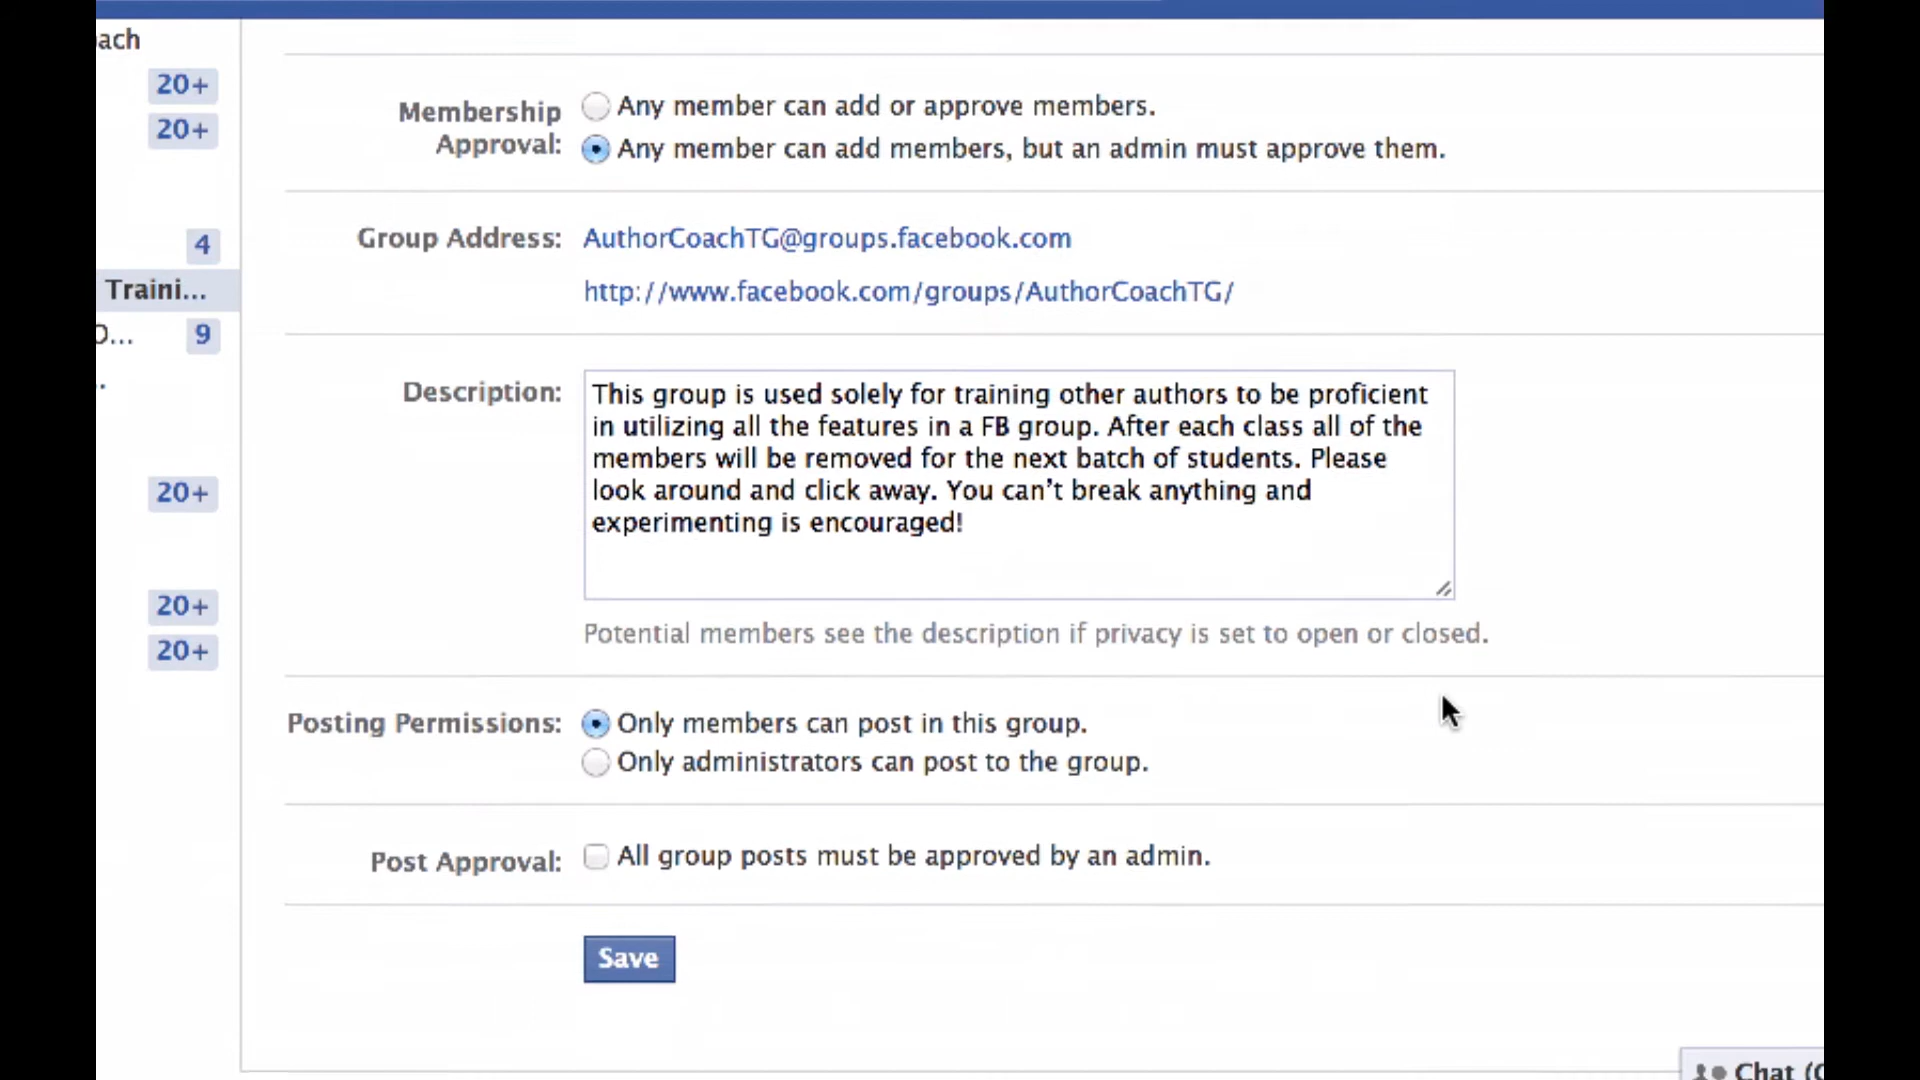 ach
20+
20+
4
Traini...
O...
9
..
20+
20+
20+
Membership
Approval:
Any member can add or approve members.
Any member can add members, but an admin must approve them.
Group Address:
AuthorCoachTG@groups.facebook.com
http://www.facebook.com/groups/AuthorCoachTG/
Description:
This group is used solely for training other authors to be proficient
in utilizing all the features in a FB group. After each class all of the
members will be removed for the next batch of students. Please
look around and click away. You can't break anything and
experimenting is encouraged!
Potential members see the description if privacy is set to open or closed.
Posting Permissions:
Only members can post in this group.
Only administrators can post to the group.
Post Approval:
All group posts must be approved by an admin.
Save
Chat (